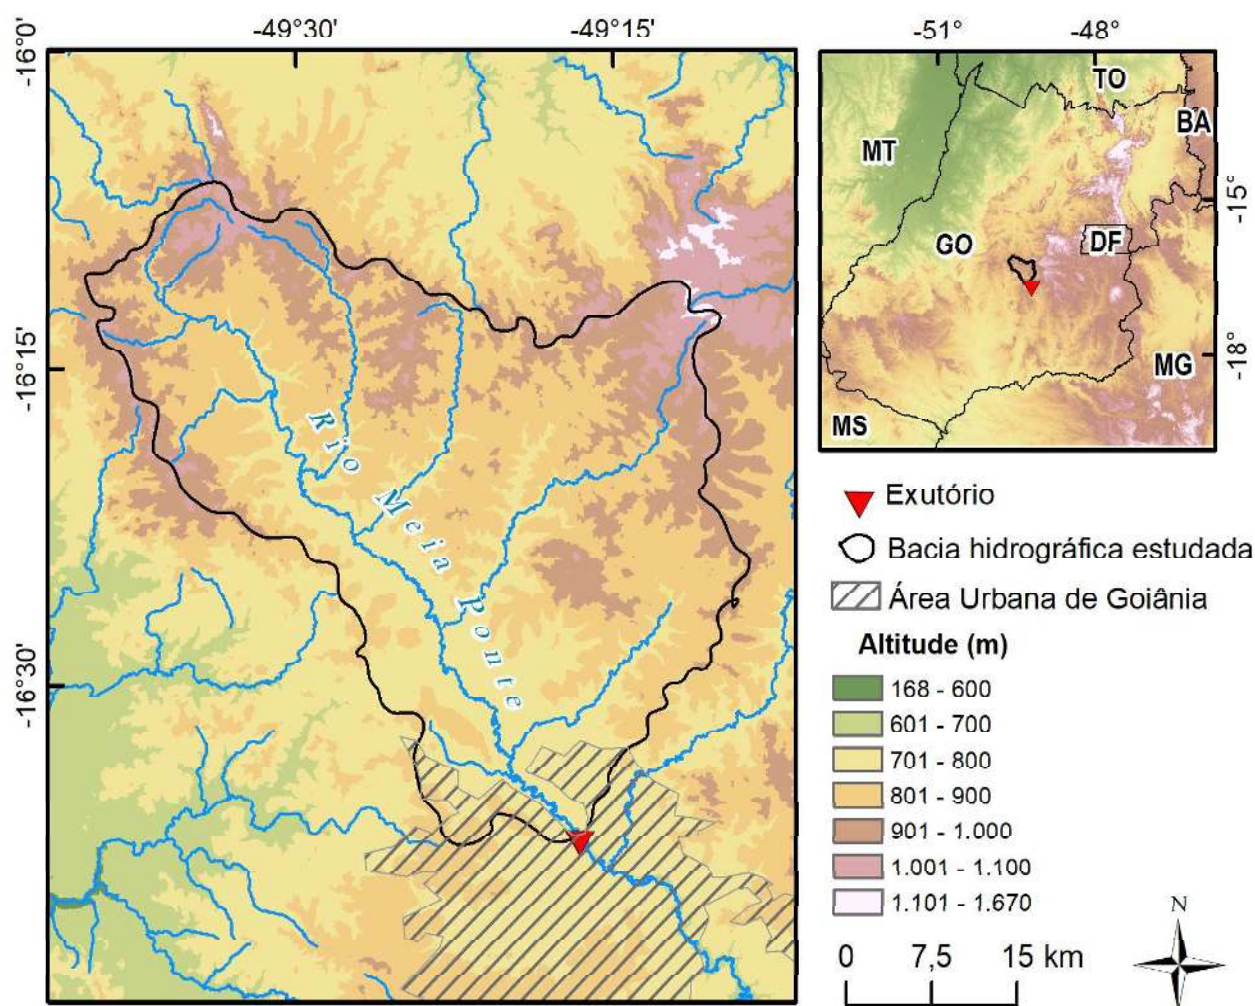 -49°30'
-49°15'
-16°0'
-16°15'
-16°30'
Rio Meia Ponte
-51°
-48°
-15°
-18°
TO
BA
MT
GO
DF
MG
MS
Exutório
Bacia hidrográfica estudada
Área Urbana de Goiânia
Altitude (m)
168 - 600
601 - 700
701 - 800
801 - 900
901 - 1.000
1.001 - 1.100
1.101 - 1.670
0 7,5 15 km
N